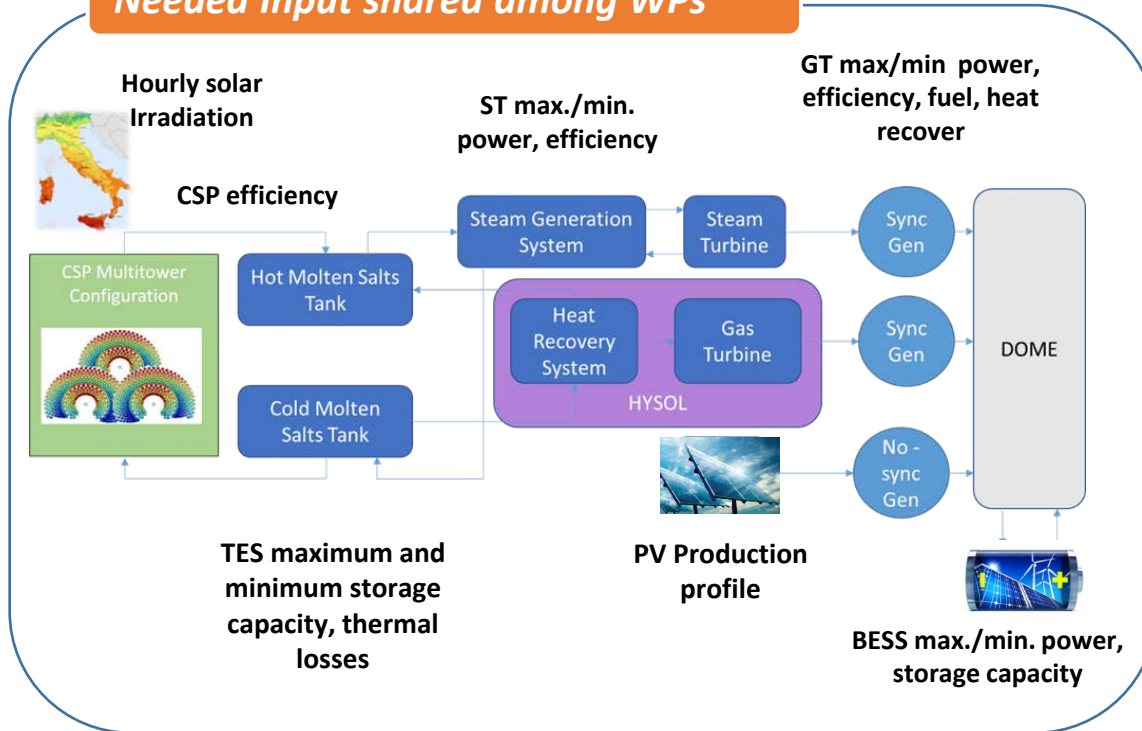 Needed input shared among WPs
Hourly solar
Irradiation
ST max./min.
power, efficiency
GT max/min power,
efficiency, fuel, heat
recover
CSP efficiency
CSP Multitower
Configuration
Hot Molten Salts
Tank
Steam Generation
System
Steam
Turbine
Sync
Gen
Heat
Recovery
System
Gas
Turbine
HYSOL
Sync
Gen
DOME
Cold Molten
Salts Tank
No -
sync
Gen
TES maximum and
minimum storage
capacity, thermal
losses
PV Production
profile
BESS max./min. power,
storage capacity